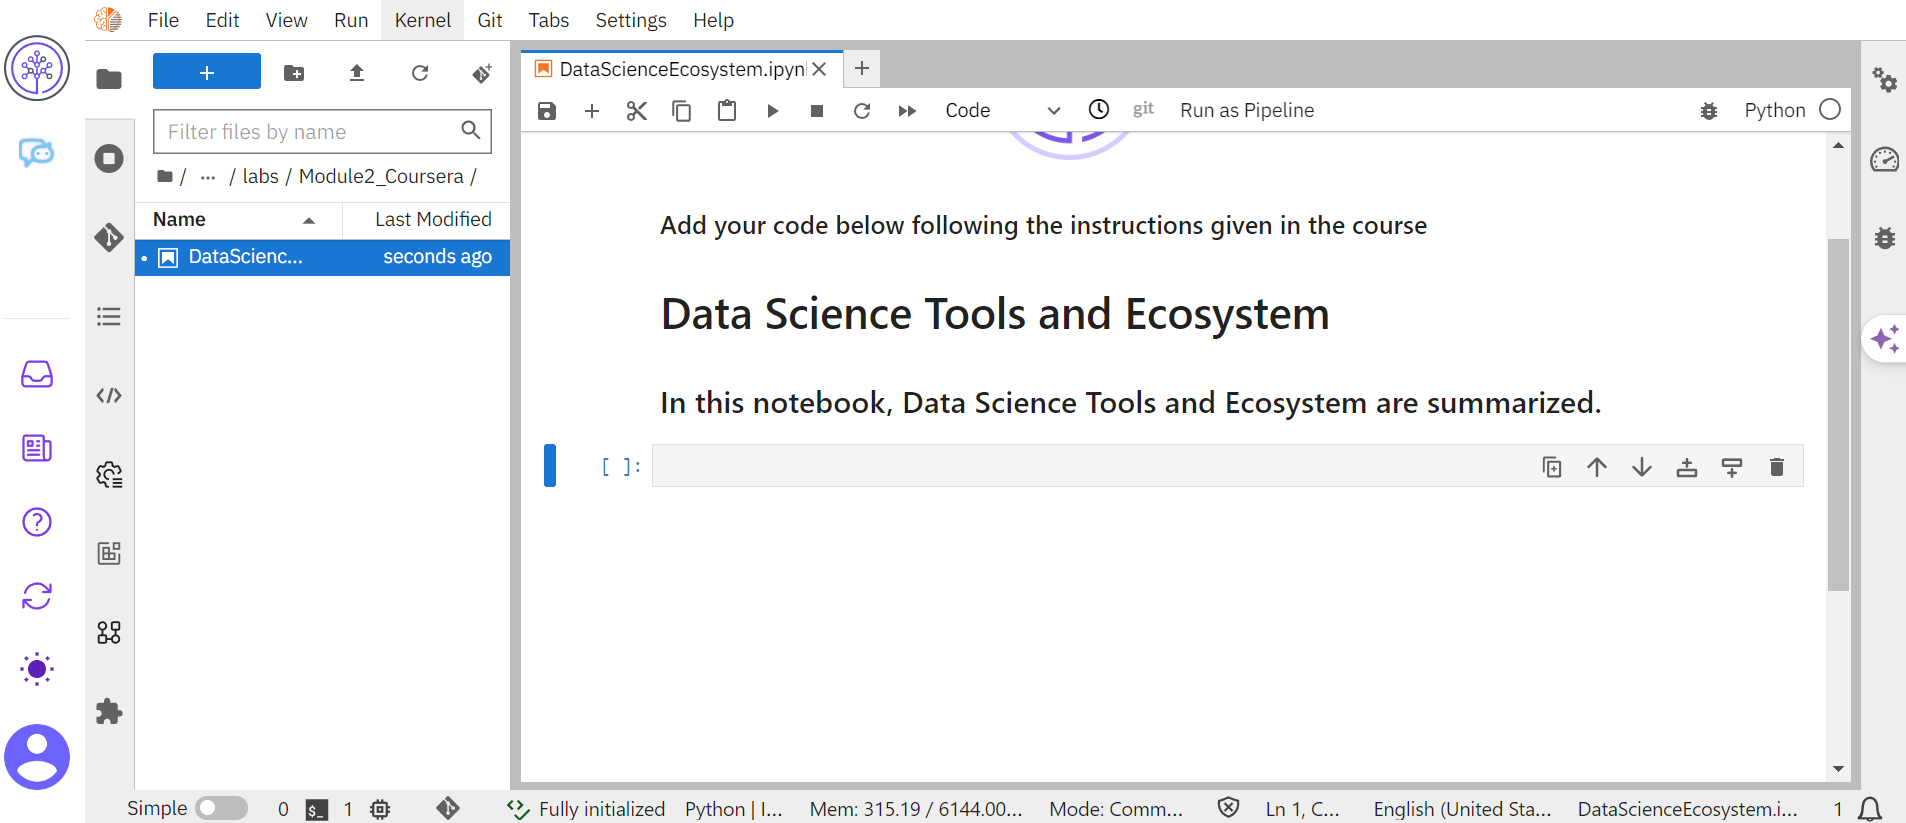 File Edit View Run Kernel Git Tabs Settings Help
+
Filter files by name
/ ... / labs / Module2_Coursera /
Name Last Modified
DataScienc... seconds ago
DataScienceEcosystem.ipyn
Code git Run as Pipeline Python
Add your code below following the instructions given in the course
Data Science Tools and Ecosystem
In this notebook, Data Science Tools and Ecosystem are summarized.
[ ]:
Simple 0 $_ 1 Fully initialized Python | I... Mem: 315.19 / 6144.00... Mode: Comm... Ln 1, C... English (United Sta... DataScienceEcosystem.i... 1